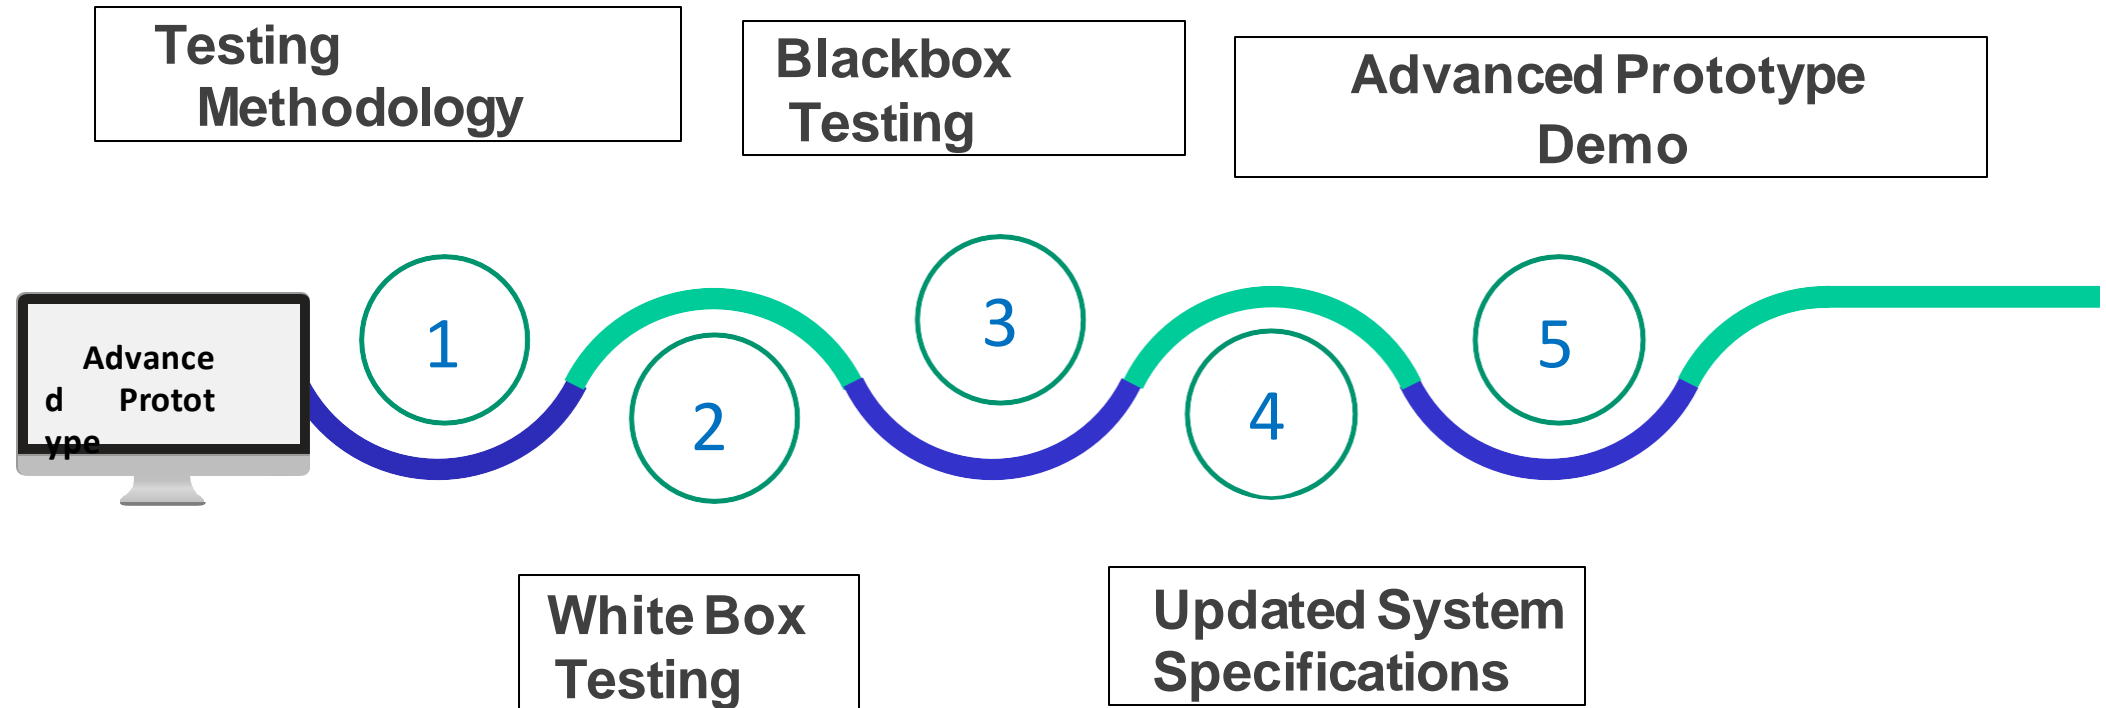 Testing
Methodology
Blackbox
Testing
Advanced Prototype
Demo
1
2
3
4
5
Advance
d Protot
ype
White Box
Testing
Updated System
Specifications